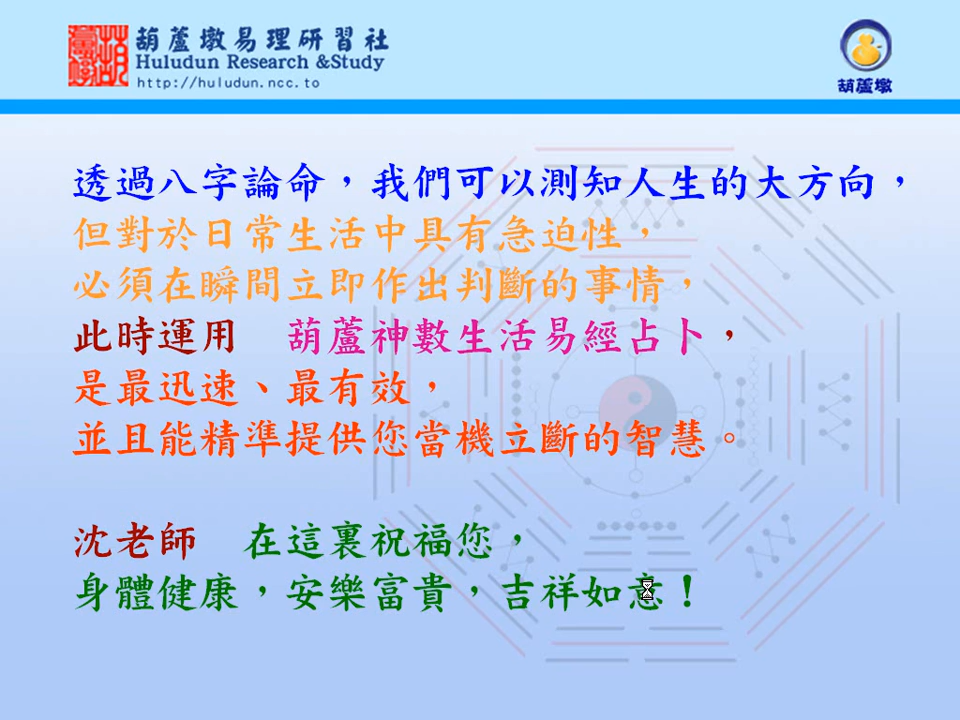 葫蘆墩易理研習社
Huludun Research &Study
http://huludun.ncc.to
葫蘆墩
透過八字論命，我們可以測知人生的大方向，
但對於日常生活中具有急迫性，
必須在瞬間立即作出判斷的事情，
此時運用　葫蘆神數生活易經占卜，
是最迅速、最有效，
並且能精準提供您當機立斷的智慧。
沈老師　在這裏祝福您，
身體健康，安樂富貴，吉祥如意！